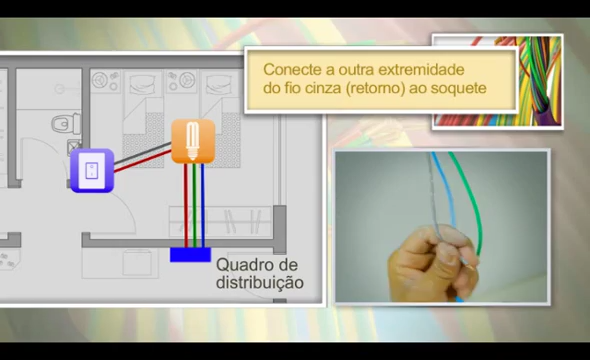 Conecte a outra extremidade
do fio cinza (retorno) ao soquete
Quadro de
distribuição